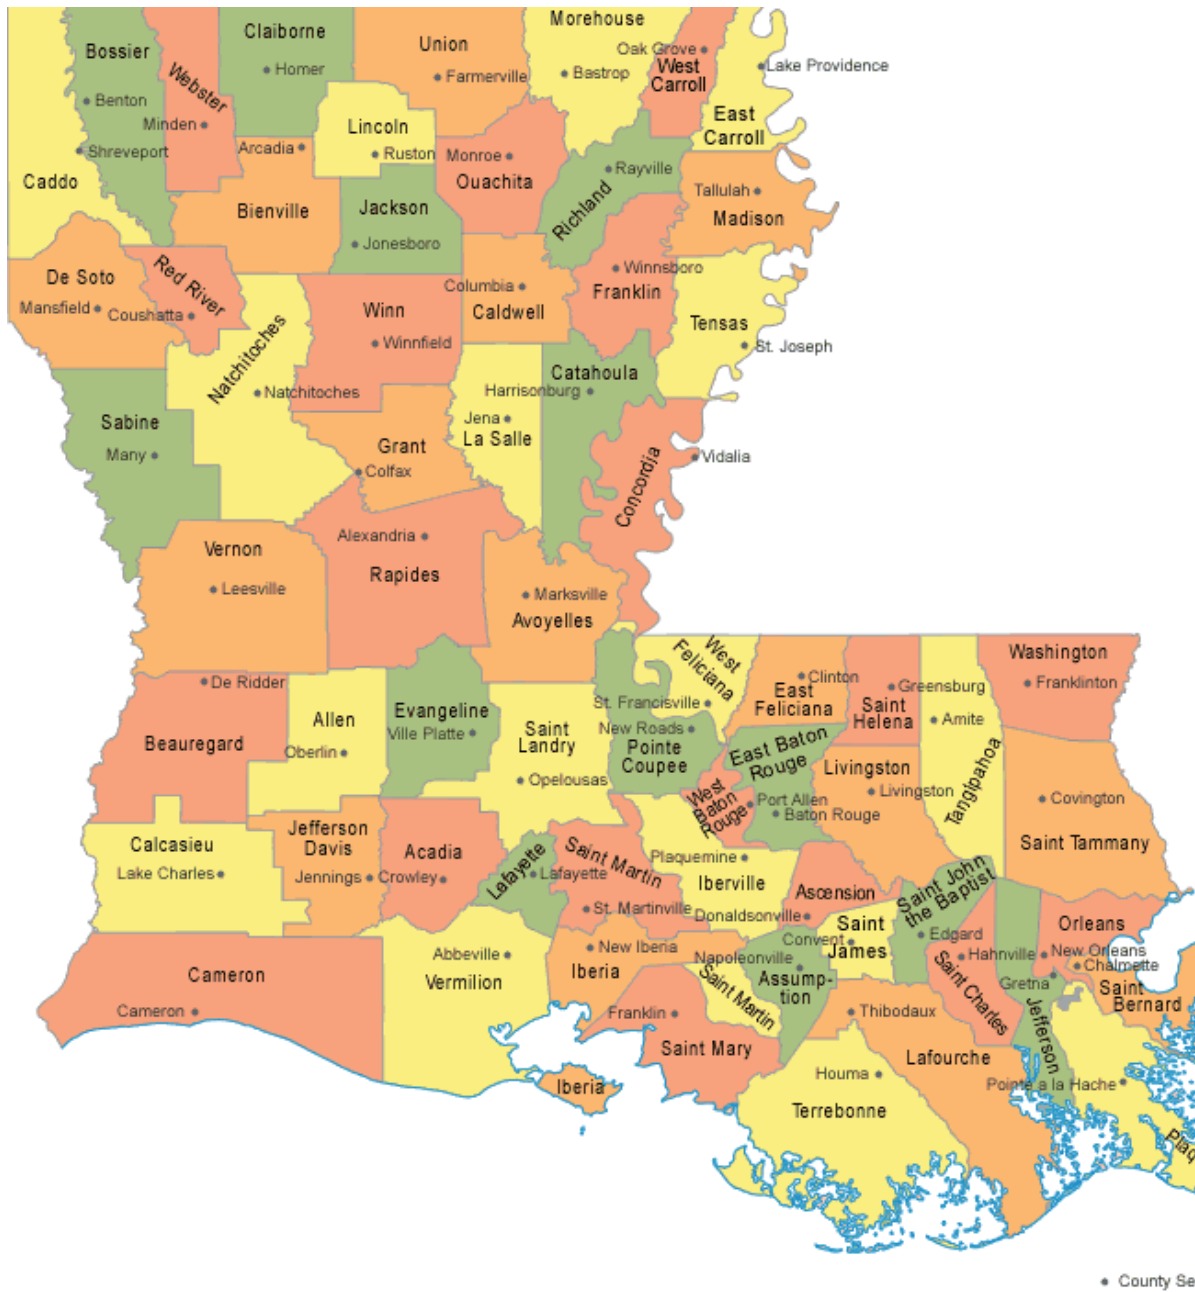 Morehouse
Claiborne
Union
Bossier
Oak Grove
West
Carroll
Lake Providence
Homer
Farmerville
Bastrop
Webster
Benton
East
Carroll
Minden
Lincoln
Shreveport
Arcadia
Ruston
Monroe
Rayville
Caddo
Ouachita
Tallulah
Richland
Bienville
Jackson
Madison
Jonesboro
De Soto
Red River
Winnsboro
Columbia
Franklin
Mansfield
Coushatta
Winn
Caldwell
Tensas
Natchitoches
Winnfield
St. Joseph
Catahoula
Natchitoches
Harrisonburg
Sabine
Jena
La Salle
Grant
Many
Colfax
Concordia
Vidalia
Alexandria
Vernon
Rapides
Leesville
Marksville
Avoyelles
West
Feliciana
Washington
De Ridder
Clinton
Franklinton
East
Feliciana
Greensburg
Saint
Helena
St. Francisville
Allen
Evangeline
Amite
Saint
Landry
New Roads
Ville Platte
Beauregard
Oberlin
Pointe
Coupee
East Baton
Rouge
Livingston
Tangipahoa
Opelousas
Livingston
West
Baton
Rouge
Port Allen
Baton Rouge
Covington
Jefferson
Davis
Calcasieu
Acadia
Lafayette
Saint Martin
Saint Tammany
Plaquemine
Lake Charles
Jennings
Crowley
Lafayette
Iberville
Ascension
Saint John
the Baptist
St. Martinville
Donaldsonville
Saint
James
Orleans
Convent
Edgard
New Iberia
Abbeville
Napoleonville
Hahnville
New Orleans
Cameron
Iberia
Assump-
tion
Chalmette
Vermilion
Saint Martin
Saint Charles
Gretna
Saint
Bernard
Cameron
Franklin
Thibodaux
Jefferson
Saint Mary
Lafourche
Houma
Pointe a la Hache
Iberia
Terrebonne
Plaq
County Se